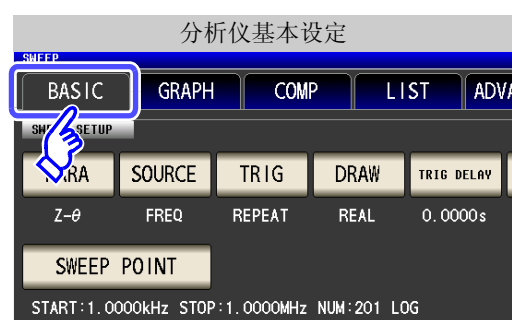 分析仪基本设定
SWEEP
BASIC GRAPH COMP LIST
SETUP
SOURCE TRIG DRAW TRIG DELAY
Z-θ FREQ REPEAT REAL 0.0000s
SWEEP POINT
START:1.0000kHz STOP:1.0000MHz NUM:201 LOG